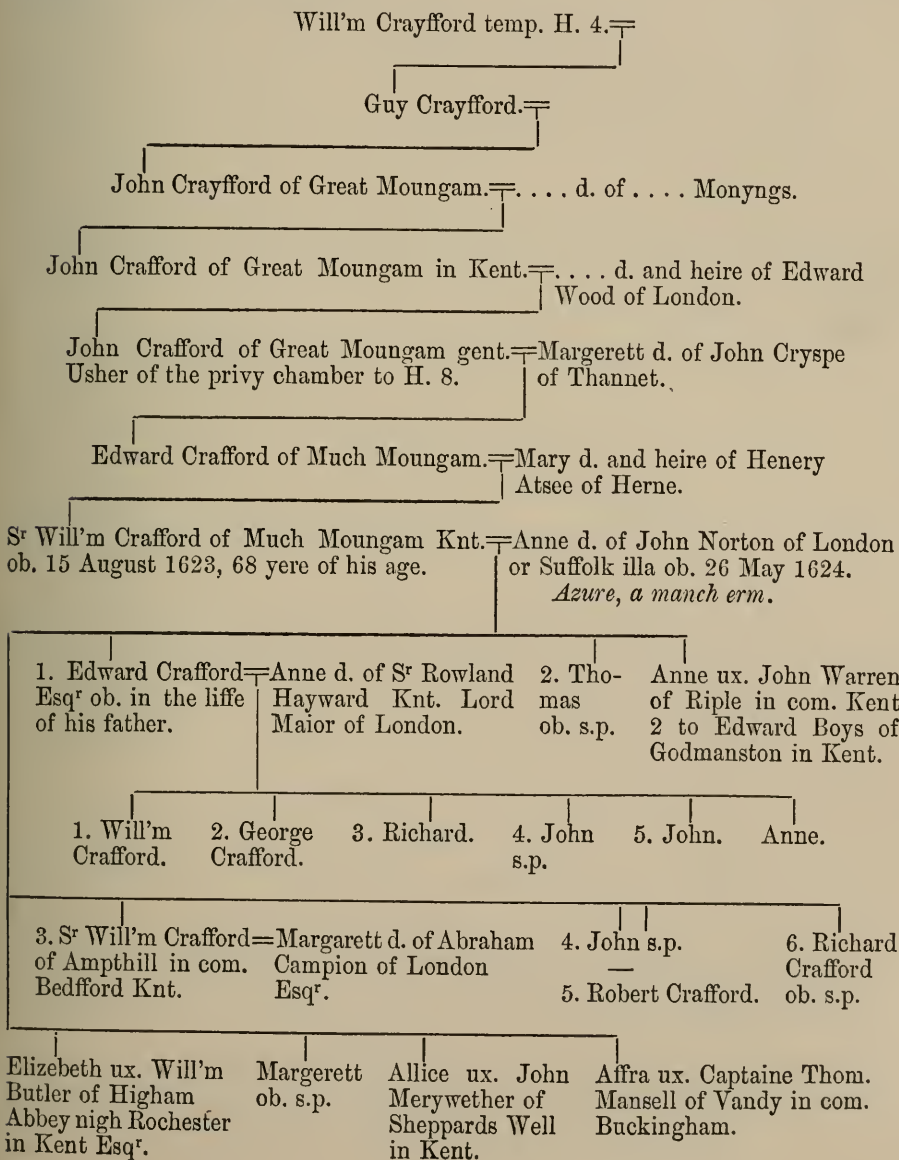 Will'm Crayfford temp. H. 4.
Guy Crayfford.
John Crayfford of Great Moungam. . . . . d. of . . . . Monyngs.
John Crafford of Great Moungam in Kent. . . . . d. and heire of Edward
Wood of London.
John Crafford of Great Moungam gent.
Usher of the privy chamber to H. 8.
Margerett d. of John Cryspe
of Thannet.
Edward Crafford of Much Moungam.
Mary d. and heire of Henery
Atsee of Herne.
Sʳ Will'm Crafford of Much Moungam Knt.
ob. 15 August 1623, 68 yere of his age.
Anne d. of John Norton of London
or Suffolk illa ob. 26 May 1624.
Azure, a manch erm.
1. Edward Crafford
Esqʳ ob. in the liffe
of his father.
Anne d. of Sʳ Rowland
Hayward Knt. Lord
Maior of London.
2. Tho-
mas
ob. s.p.
Anne ux. John Warren
of Riple in com. Kent
2 to Edward Boys of
Godmanston in Kent.
1. Will'm
Crafford.
2. George
Crafford.
3. Richard.
4. John
s.p.
5. John.
Anne.
3. Sʳ Will'm Crafford=
of Ampthill in com.
Bedfford Knt.
Margarett d. of Abraham
Campion of London
Esqʳ.
4. John s.p.
—
5. Robert Crafford.
6. Richard
Crafford
ob. s.p.
Elizebeth ux. Will'm
Butler of Higham
Abbey nigh Rochester
in Kent Esqʳ.
Margerett
ob. s.p.
Allice ux. John
Merywether of
Sheppards Well
in Kent.
Affra ux. Captaine Thom.
Mansell of Vandy in com.
Buckingham.